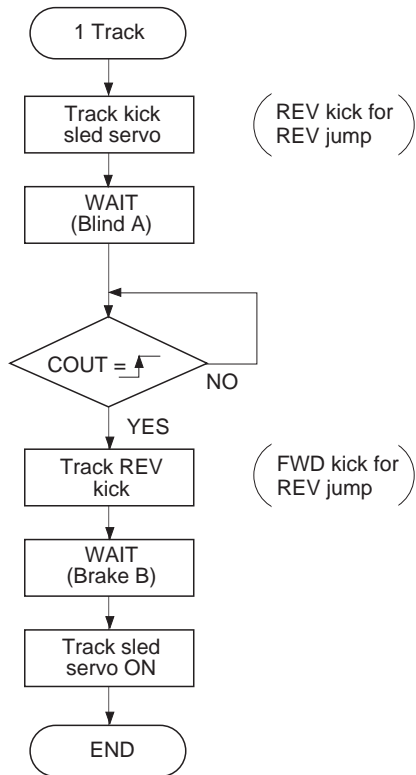 1 Track
Track kick
sled servo
REV kick for
REV jump
WAIT
(Blind A)
COUT =
NO
YES
Track REV
kick
FWD kick for
REV jump
WAIT
(Brake B)
Track sled
servo ON
END